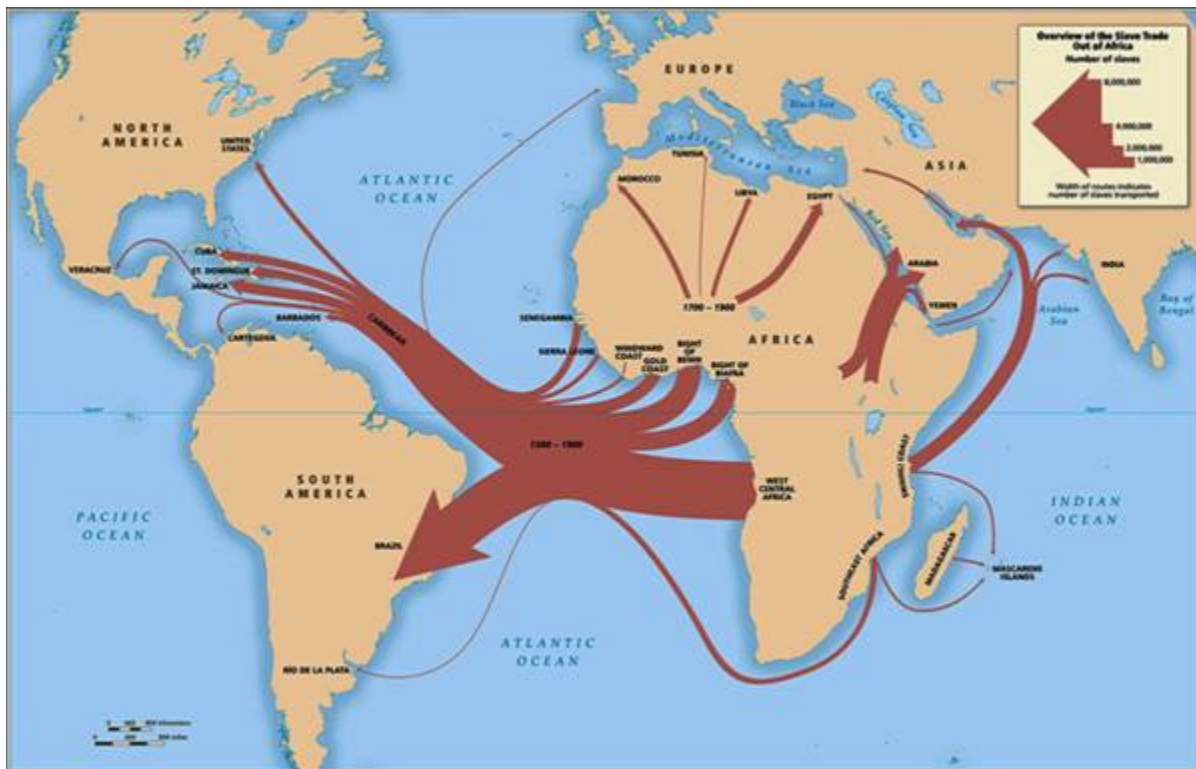 Overview of the Slave Trade
Out of Africa
Number of slaves
8,000,000
4,000,000
2,000,000
1,000,000
Width of routes indicates
number of slaves transported
EUROPE
NORTH
AMERICA
UNITED
STATES
ATLANTIC
OCEAN
Black Sea
Caspian Sea
Mediterranean Sea
ASIA
TUNISIA
MOROCCO
LIBYA
EGYPT
Red Sea
CUBA
ST. DOMINGUE
JAMAICA
VERACRUZ
BARBADOS
CARTEGENA
CARIBBEAN
ARABIA
INDIA
YEMEN
Arabian
Sea
Bay of
Bengal
1700 – 1900
SENEGAMBIA
SIERRA LEONE
WINDWARD
COAST
GOLD
COAST
BIGHT
OF
BENIN
BIGHT OF
BIAFRA
AFRICA
1500 – 1900
SOUTH
AMERICA
WEST
CENTRAL
AFRICA
SWAHILI COAST
PACIFIC
OCEAN
INDIAN
OCEAN
BRAZIL
SOUTHEAST AFRICA
MADAGASCAR
MASCARENE
ISLANDS
ATLANTIC
OCEAN
RÍO DE LA PLATA